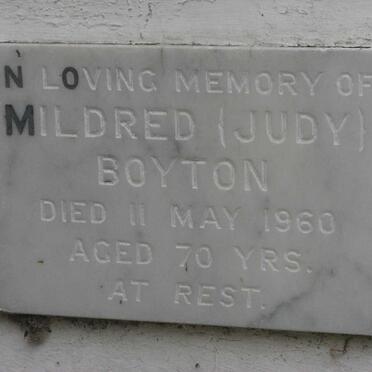 N LOVING MEMORY OF
MILDRED (JUDY)
BOYTON
DIED 11 MAY 1960
AGED 70 YRS.
AT REST.